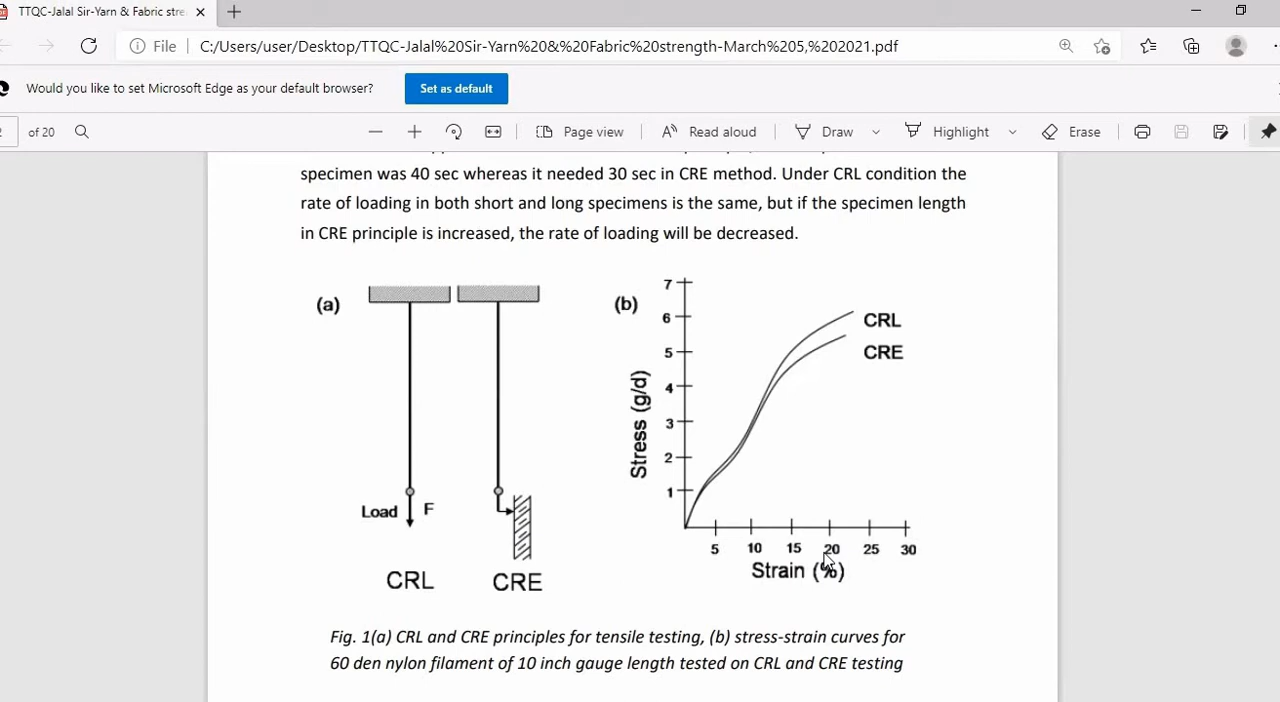 TTQC-Jalal Sir-Yarn & Fabric stre
File
C:/Users/user/Desktop/TTQC-Jalal%20Sir-Yarn%20&%20Fabric%20strength-March%205,%202021.pdf
Would you like to set Microsoft Edge as your default browser?
Set as default
2 of 20
Page view
Read aloud
Draw
Highlight
Erase
specimen was 40 sec whereas it needed 30 sec in CRE method. Under CRL condition the
rate of loading in both short and long specimens is the same, but if the specimen length
in CRE principle is increased, the rate of loading will be decreased.
(a)
Load F
CRL CRE
(b)
7
6
5
4
3
2
1
Stress (g/d)
CRL
CRE
5 10 15 20 25 30
Strain (%)
Fig. 1(a) CRL and CRE principles for tensile testing, (b) stress-strain curves for
60 den nylon filament of 10 inch gauge length tested on CRL and CRE testing